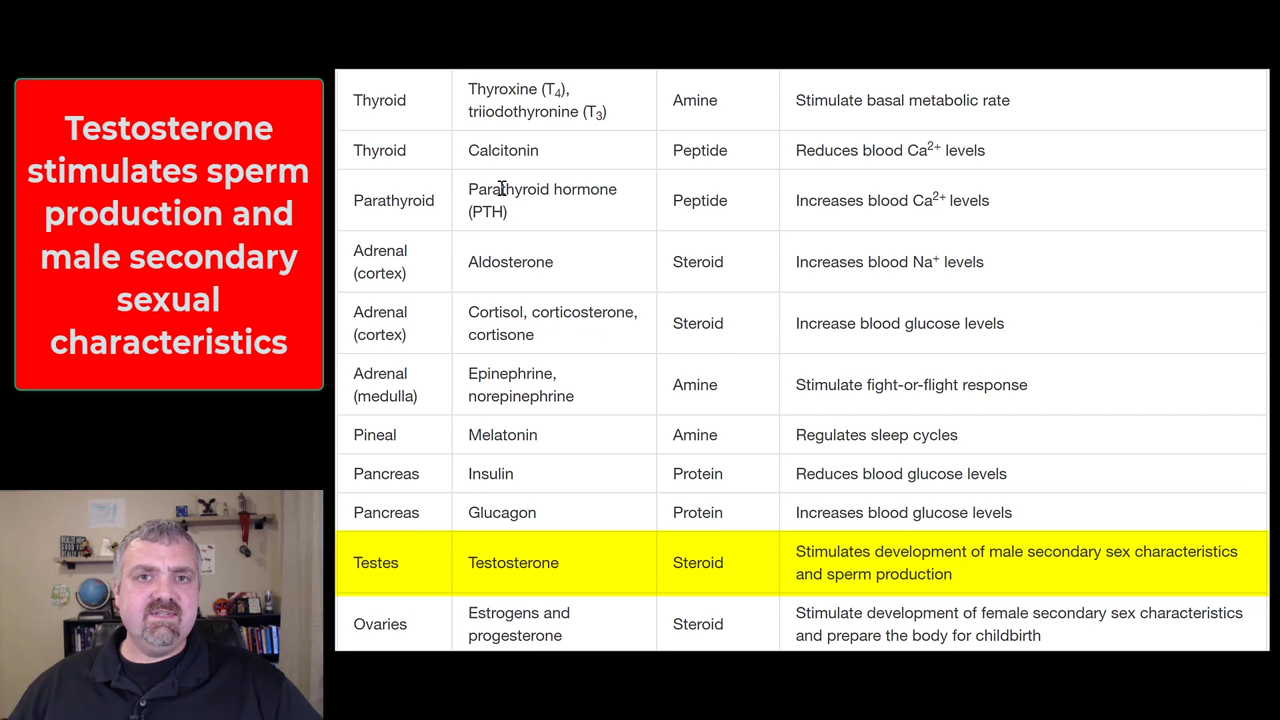 Testosterone
stimulates sperm
production and
male secondary
sexual
characteristics
Thyroid
Thyroxine (T₄),
triiodothyronine (T₃)
Amine
Stimulate basal metabolic rate
Thyroid
Calcitonin
Peptide
Reduces blood Ca²⁺ levels
Parathyroid
Parathyroid hormone
(PTH)
Peptide
Increases blood Ca²⁺ levels
Adrenal
(cortex)
Aldosterone
Steroid
Increases blood Na⁺ levels
Adrenal
(cortex)
Cortisol, corticosterone,
cortisone
Steroid
Increase blood glucose levels
Adrenal
(medulla)
Epinephrine,
norepinephrine
Amine
Stimulate fight-or-flight response
Pineal
Melatonin
Amine
Regulates sleep cycles
Pancreas
Insulin
Protein
Reduces blood glucose levels
Pancreas
Glucagon
Protein
Increases blood glucose levels
Testes
Testosterone
Steroid
Stimulates development of male secondary sex characteristics
and sperm production
Ovaries
Estrogens and
progesterone
Steroid
Stimulate development of female secondary sex characteristics
and prepare the body for childbirth